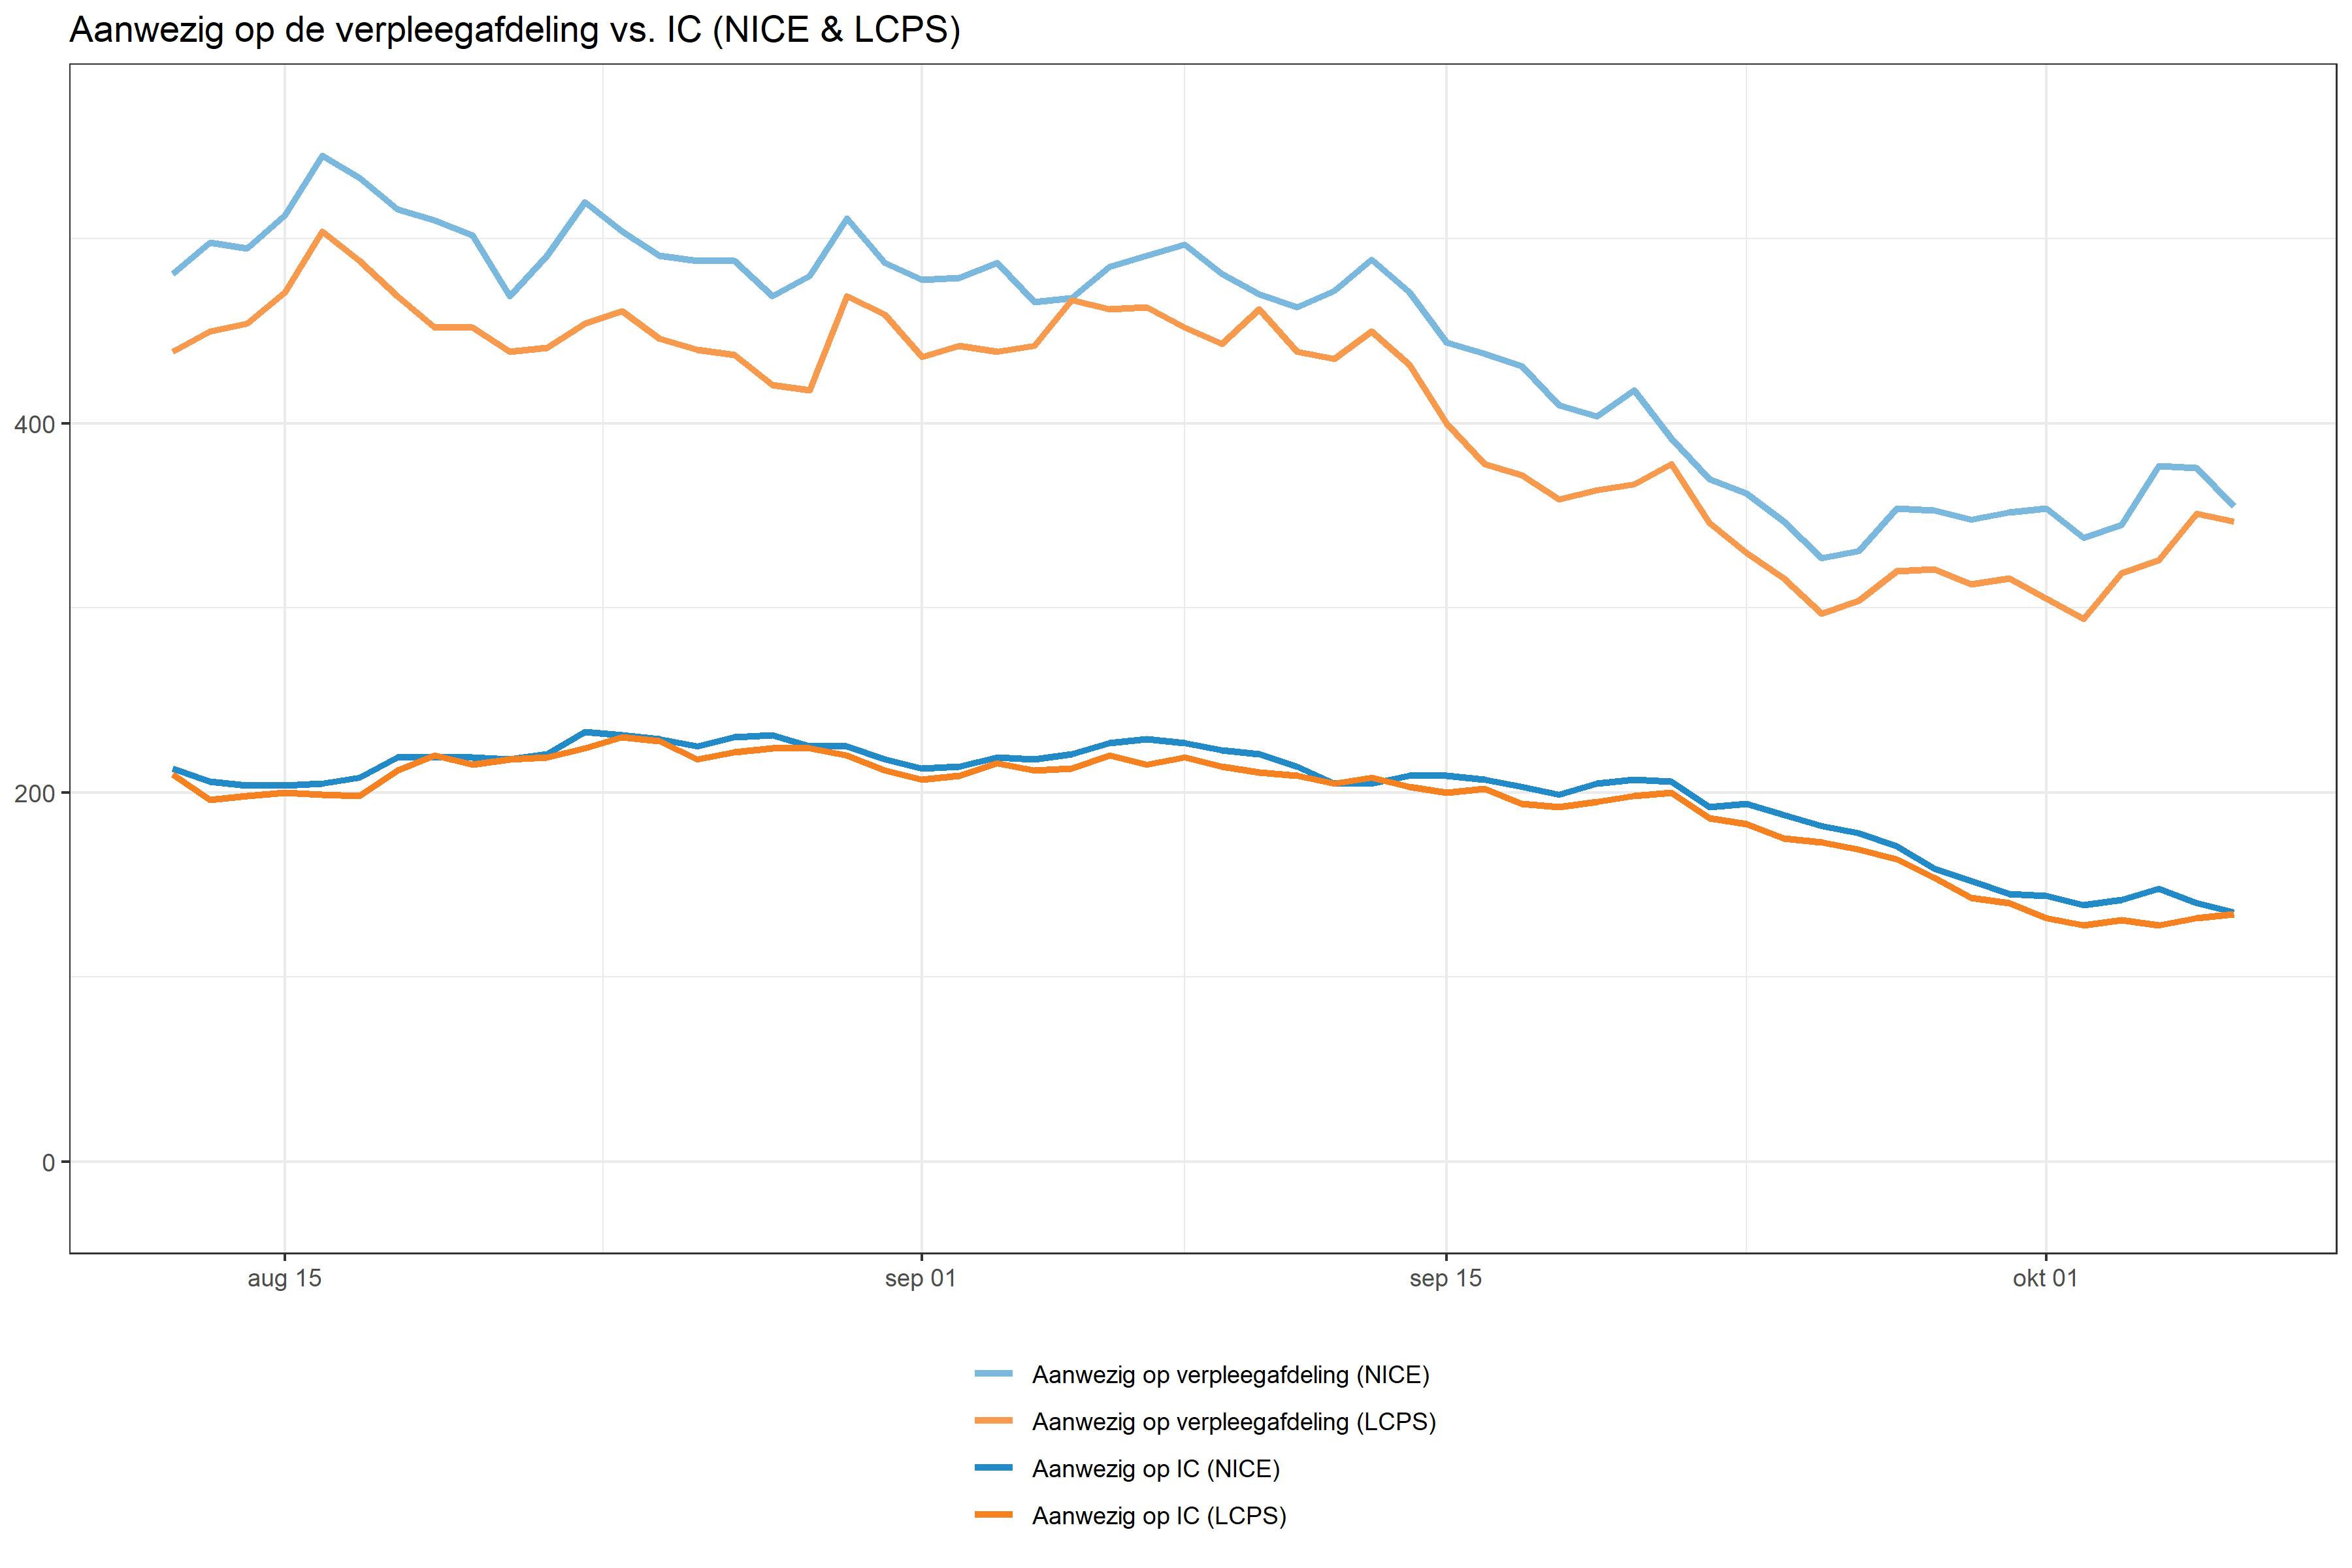 Aanwezig op de verpleegafdeling vs. IC (NICE & LCPS)
400
200
0
aug 15
sep 01
sep 15
okt 01
Aanwezig op verpleegafdeling (NICE)
Aanwezig op verpleegafdeling (LCPS)
Aanwezig op IC (NICE)
Aanwezig op IC (LCPS)